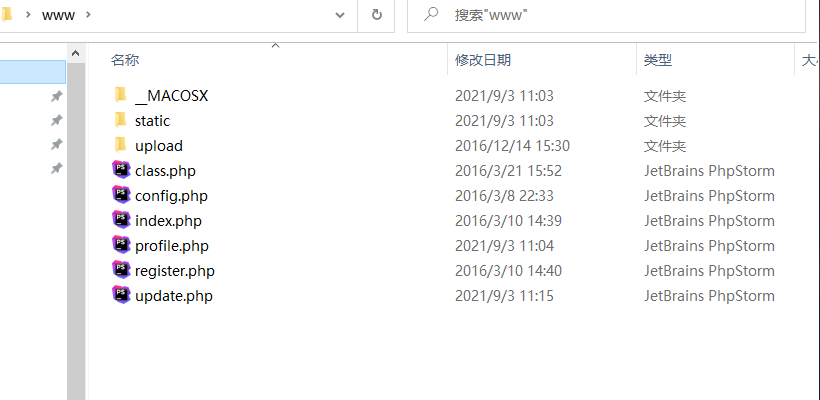 www
搜索"www"
名称 修改日期 类型
__MACOSX 2021/9/3 11:03 文件夹
static 2021/9/3 11:03 文件夹
upload 2016/12/14 15:30 文件夹
class.php 2016/3/21 15:52 JetBrains PhpStorm
config.php 2016/3/8 22:33 JetBrains PhpStorm
index.php 2016/3/10 14:39 JetBrains PhpStorm
profile.php 2021/9/3 11:04 JetBrains PhpStorm
register.php 2016/3/10 14:40 JetBrains PhpStorm
update.php 2021/9/3 11:15 JetBrains PhpStorm